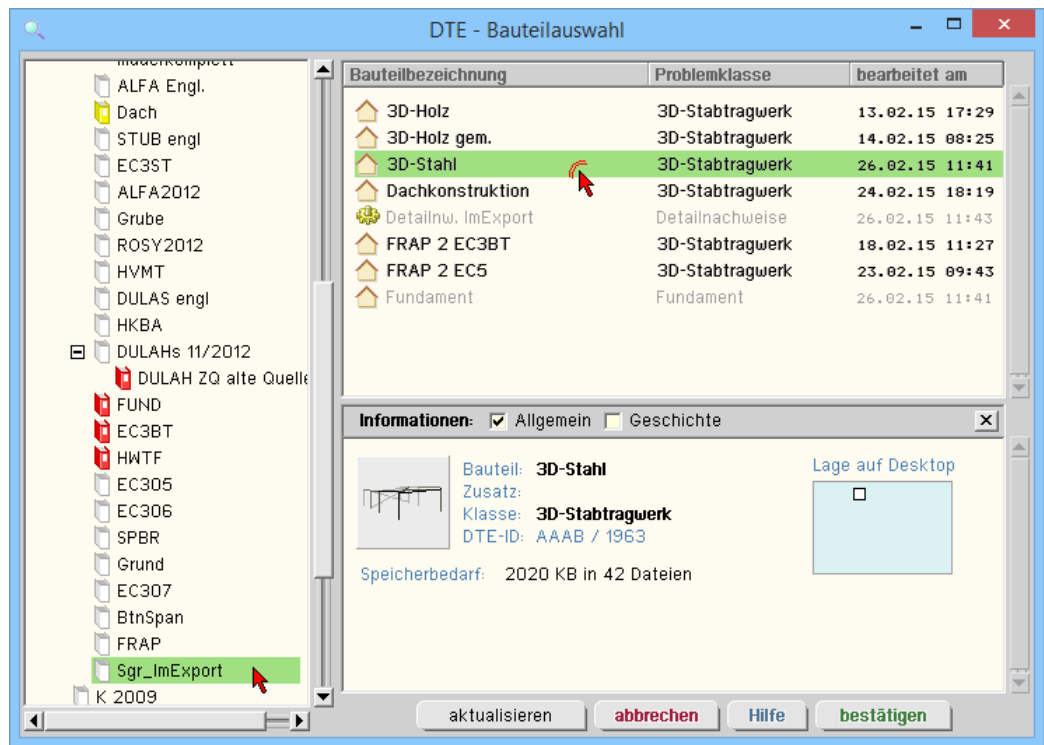 DTE - Bauteilauswahl
ALFA Engl.
Dach
STUB engl
EC3ST
ALFA2012
Grube
ROSY2012
HVMT
DULAS engl
HKBA
DULAHs 11/2012
DULAH ZQ alte Quelle
FUND
EC3BT
HWTF
EC305
EC306
SPBR
Grund
EC307
BtnSpan
FRAP
Sgr_ImExport
K 2009
Bauteilbezeichnung Problemklasse bearbeitet am
3D-Holz 3D-Stabtragwerk 13.02.15 17:29
3D-Holz gem. 3D-Stabtragwerk 14.02.15 08:25
3D-Stahl 3D-Stabtragwerk 26.02.15 11:41
Dachkonstruktion 3D-Stabtragwerk 24.02.15 18:19
Detailnw. ImExport Detailnachweise 26.02.15 11:43
FRAP 2 EC3BT 3D-Stabtragwerk 18.02.15 11:27
FRAP 2 EC5 3D-Stabtragwerk 23.02.15 09:43
Fundament Fundament 26.02.15 11:41
Informationen: Allgemein Geschichte
Bauteil: 3D-Stahl
Zusatz:
Klasse: 3D-Stabtragwerk
DTE-ID: AAAB / 1963
Lage auf Desktop
Speicherbedarf: 2020 KB in 42 Dateien
aktualisieren abbrechen Hilfe bestätigen